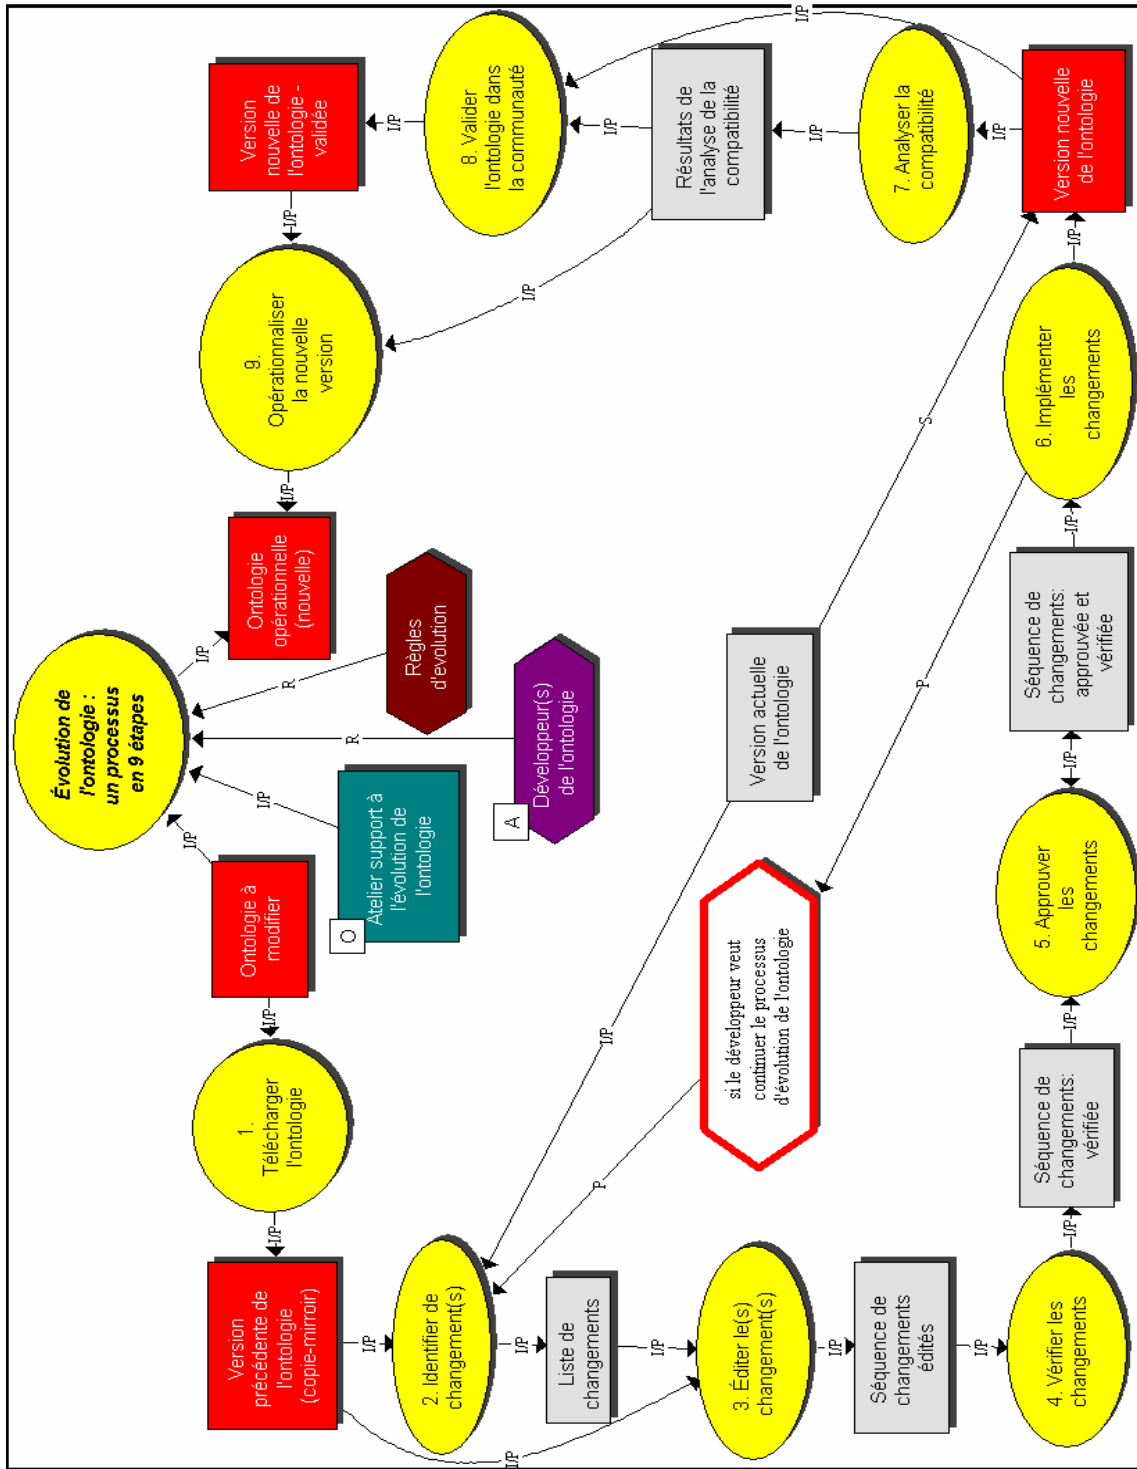 Évolution de
l'ontologie :
un processus
en 9 étapes
I/P
I/P
R
R
I/P
Ontologie à
modifier
O
Atelier support à
l'évolution de
l'ontologie
A
Développeur(s)
de l'ontologie
Règles
d'evolution
Ontologie
opérationnelle
(nouvelle)
I/P
1.
Télécharger
l'ontologie
I/P
Version
précédente de
l'ontologie
(copie-mirroir)
I/P
I/P
2. Identifier de
changement(s)
I/P
Liste de
changements
I/P
3. Éditer le(s)
changement(s)
I/P
Séquence de
changements
édités
I/P
4. Vérifier les
changements
I/P
Séquence de
changements:
vérifiée
I/P
5. Approuver
les
changements
I/P
Séquence de
changements:
approuvée et
vérifiée
I/P
6. Implémenter
les
changements
I/P
P
si le développeur veut
continuer le processus
d'évolution de l'ontologie
P
Version actuelle
de l'ontologie
I/P
S
Version nouvelle
de l'ontologie
I/P
I/P
7. Analyser la
compatibilité
I/P
Résultats de
l'analyse de la
compatibilité
I/P
I/P
8. Valider
l'ontologie dans
la communauté
I/P
Version
nouvelle de
l'ontologie -
validée
I/P
9.
Opérationnaliser
la nouvelle
version
I/P